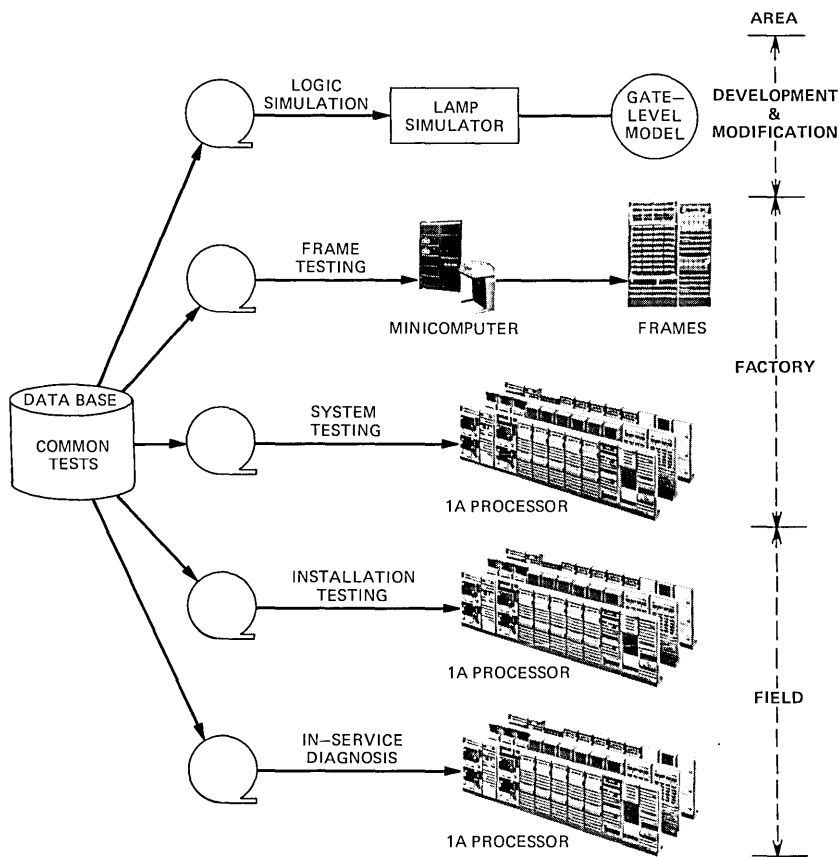 AREA
LOGIC
SIMULATION
LAMP
SIMULATOR
GATE—
LEVEL
MODEL
DEVELOPMENT
&
MODIFICATION
FRAME
TESTING
MINICOMPUTER
FRAMES
FACTORY
DATA BASE
COMMON
TESTS
SYSTEM
TESTING
1A PROCESSOR
INSTALLATION
TESTING
1A PROCESSOR
FIELD
IN—SERVICE
DIAGNOSIS
1A PROCESSOR